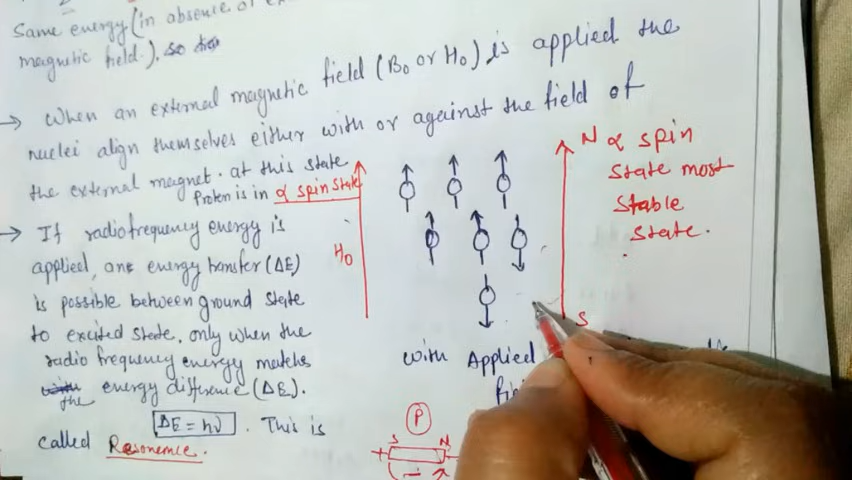 Same energy (in absence of
magnetic field.). so
→ When an external magnetic field (B₀ or H₀) is applied the
nuclei align themselves either with or against the field of
the external magnet. at this state
Proton is in α spin state
→ If radiofrequency energy is
applied, one energy transfer (ΔE)
is possible between ground state
to excited state, only when the
radio frequency energy matches
the energy difference (ΔE).
ΔE = hν . This is
called Resonance.
H₀
N α spin
state most
stable
state.
S
with Applied
P
S N